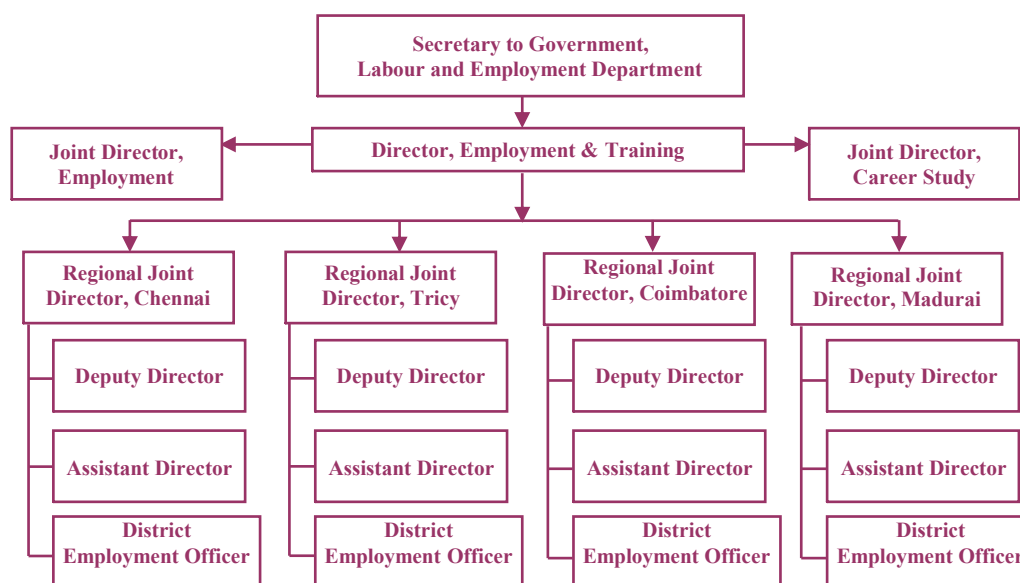 Secretary to Government,
Labour and Employment Department
Joint Director,
Employment
Director, Employment & Training
Joint Director,
Career Study
Regional Joint
Director, Chennai
Regional Joint
Director, Tricy
Regional Joint
Director, Coimbatore
Regional Joint
Director, Madurai
Deputy Director
Deputy Director
Deputy Director
Deputy Director
Assistant Director
Assistant Director
Assistant Director
Assistant Director
District
Employment Officer
District
Employment Officer
District
Employment Officer
District
Employment Officer